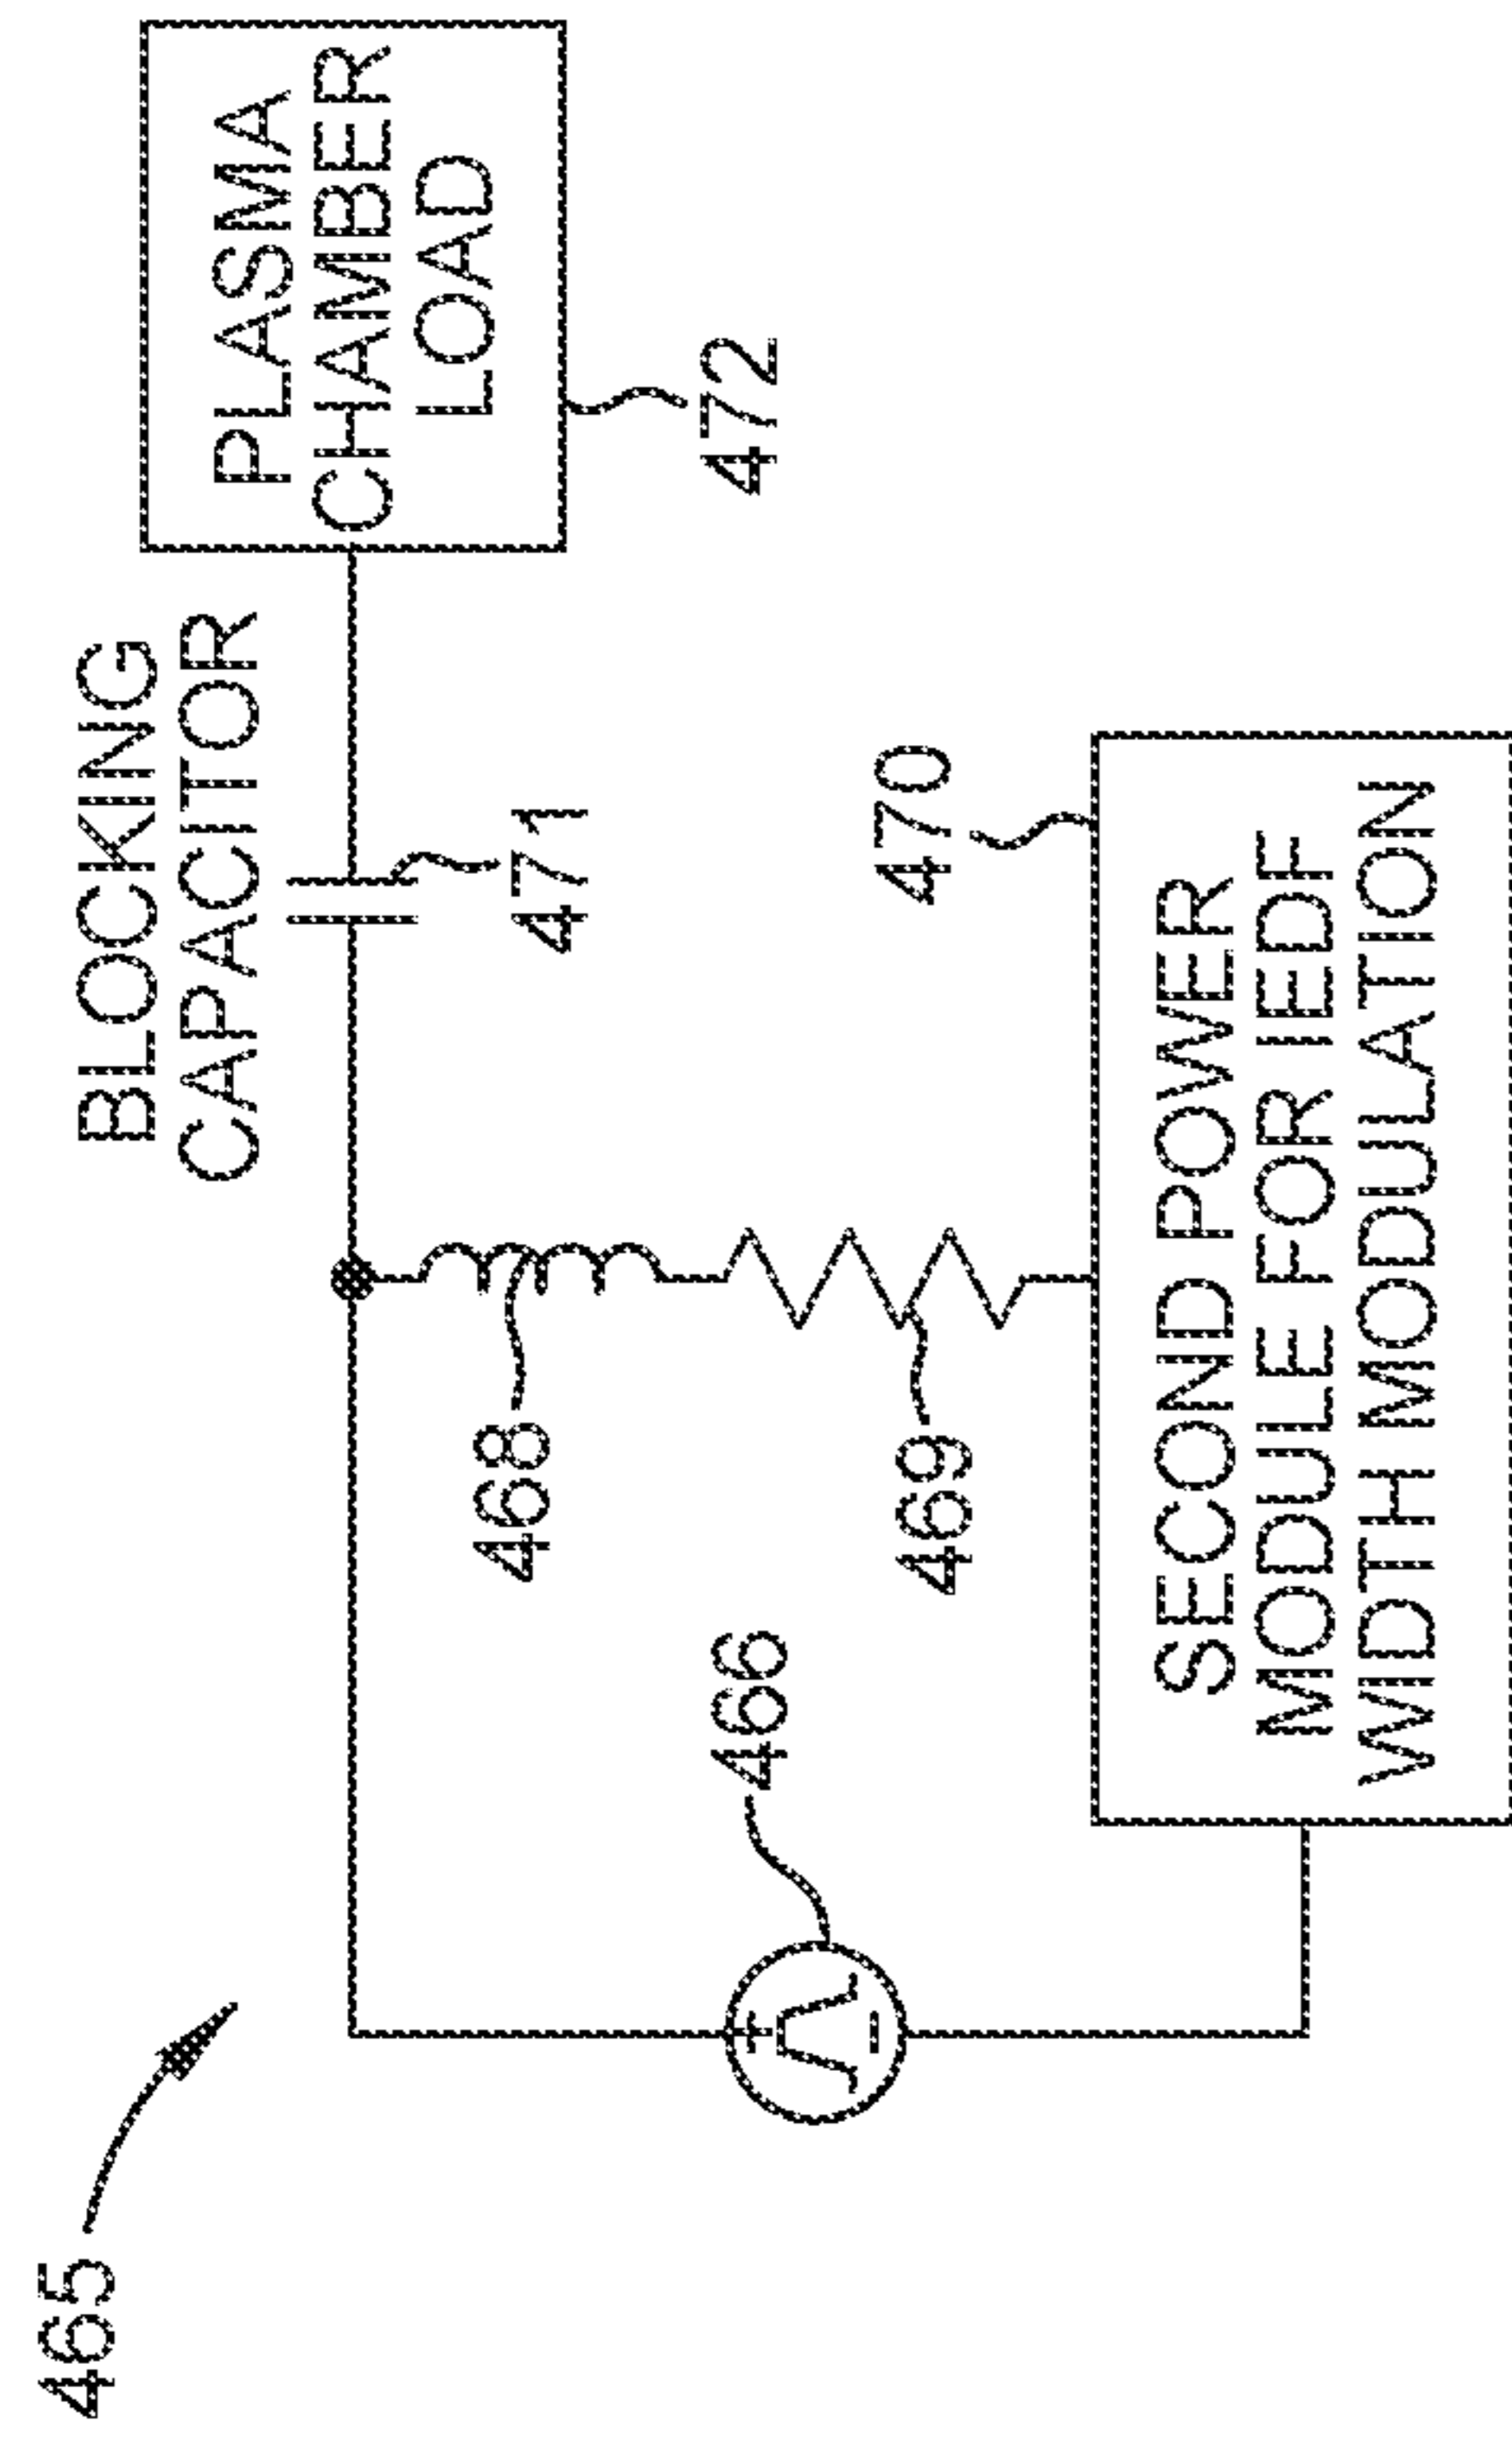 465
BLOCKING
CAPACITOR
PLASMA
CHAMBER
LOAD
471
472
468
466
469
470
+
-
SECOND POWER
MODULE FOR IEDF
WIDTH MODULATION